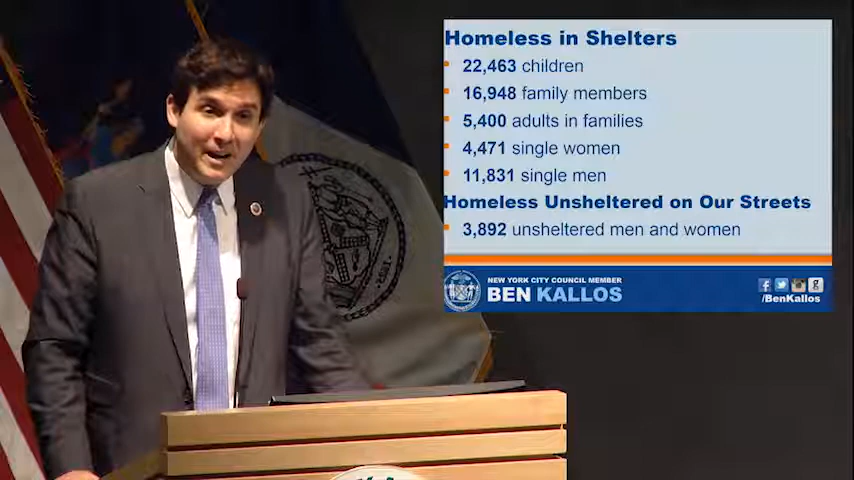 Homeless in Shelters
22,463 children
16,948 family members
5,400 adults in families
4,471 single women
11,831 single men
Homeless Unsheltered on Our Streets
3,892 unsheltered men and women
NEW YORK CITY COUNCIL MEMBER
BEN KALLOS
/BenKallos